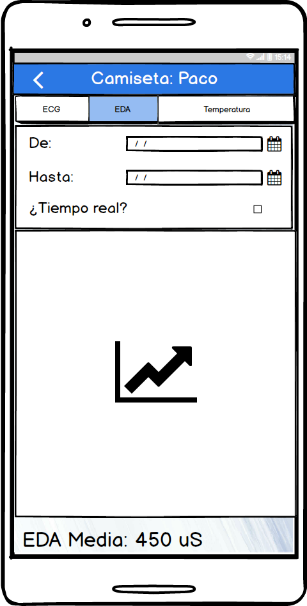 15:14
Camiseta: Paco
ECG EDA Temperatura
De: / /
Hasta: / /
¿Tiempo real?
EDA Media: 450 uS